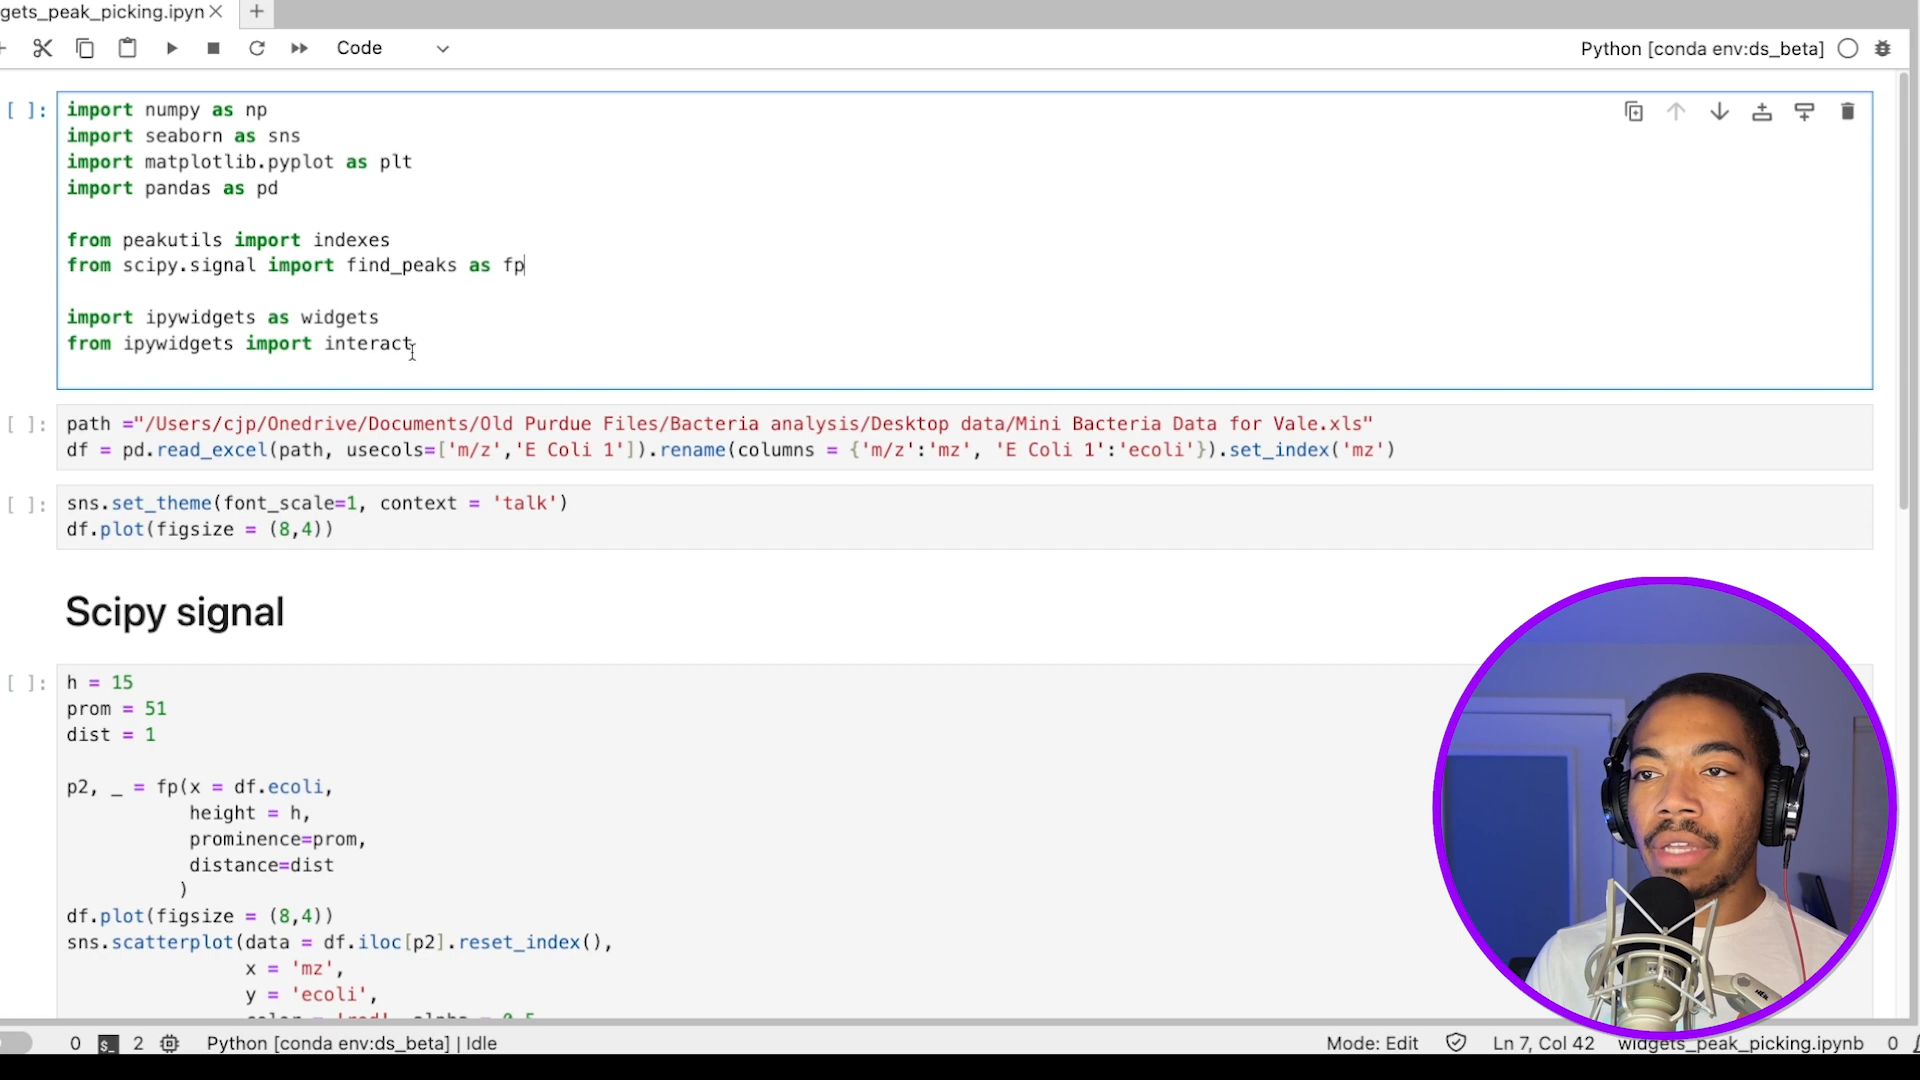 gets_peak_picking.ipyn
Code
Python [conda env:ds_beta]
[ ]:
import numpy as np
import seaborn as sns
import matplotlib.pyplot as plt
import pandas as pd
from peakutils import indexes
from scipy.signal import find_peaks as fp
import ipywidgets as widgets
from ipywidgets import interact
[ ]:
path ="/Users/cjp/Onedrive/Documents/Old Purdue Files/Bacteria analysis/Desktop data/Mini Bacteria Data for Vale.xls"
df = pd.read_excel(path, usecols=['m/z','E Coli 1']).rename(columns = {'m/z':'mz', 'E Coli 1':'ecoli'}).set_index('mz')
[ ]:
sns.set_theme(font_scale=1, context = 'talk')
df.plot(figsize = (8,4))
Scipy signal
[ ]:
h = 15
prom = 51
dist = 1
p2, _ = fp(x = df.ecoli,
height = h,
prominence=prom,
distance=dist
)
df.plot(figsize = (8,4))
sns.scatterplot(data = df.iloc[p2].reset_index(),
x = 'mz',
y = 'ecoli',
0
$_
2
Python [conda env:ds_beta] | Idle
Mode: Edit
Ln 7, Col 42
widgets_peak_picking.ipynb
0